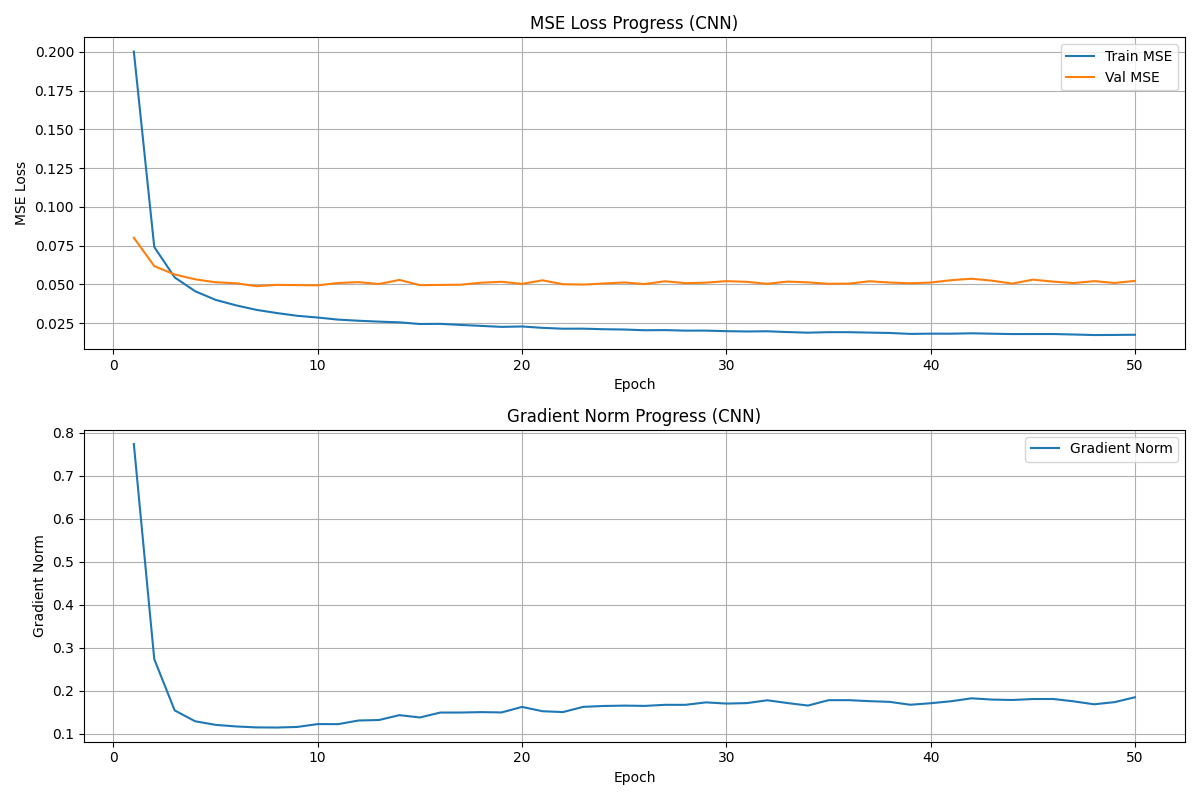 MSE Loss Progress (CNN)
MSE Loss
0.200
0.175
0.150
0.125
0.100
0.075
0.050
0.025
Train MSE
Val MSE
0 10 20 30 40 50
Epoch
Gradient Norm Progress (CNN)
Gradient Norm
0.8
0.7
0.6
0.5
0.4
0.3
0.2
0.1
Gradient Norm
0 10 20 30 40 50
Epoch